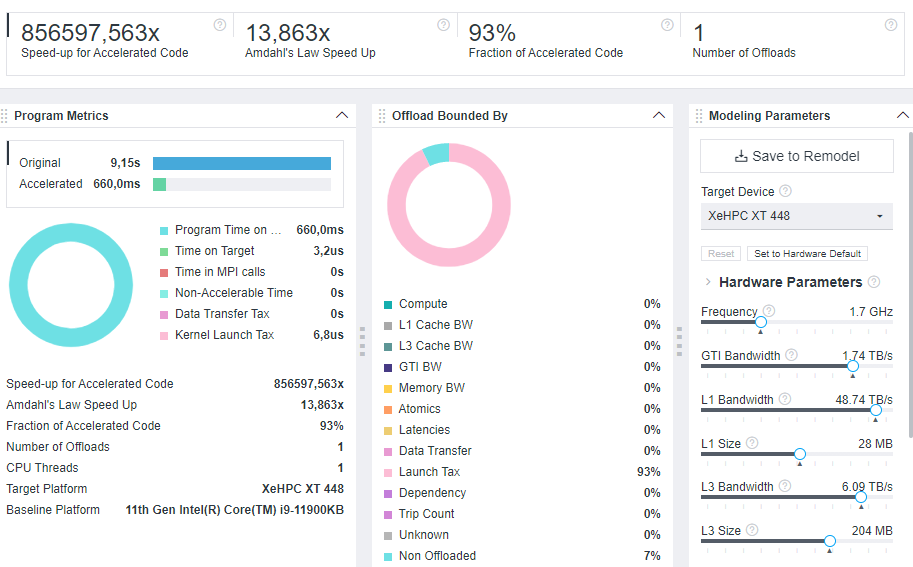 856597,563x
Speed-up for Accelerated Code
13,863x
Amdahl's Law Speed Up
93%
Fraction of Accelerated Code
1
Number of Offloads
Program Metrics
Original 9,15s
Accelerated 660,0ms
Program Time on ... 660,0ms
Time on Target 3,2us
Time in MPI calls 0s
Non-Accelerable Time 0s
Data Transfer Tax 0s
Kernel Launch Tax 6,8us
Speed-up for Accelerated Code 856597,563x
Amdahl's Law Speed Up 13,863x
Fraction of Accelerated Code 93%
Number of Offloads 1
CPU Threads 1
Target Platform XeHPC XT 448
Baseline Platform 11th Gen Intel(R) Core(TM) i9-11900KB
Offload Bounded By
Compute 0%
L1 Cache BW 0%
L3 Cache BW 0%
GTI BW 0%
Memory BW 0%
Atomics 0%
Latencies 0%
Data Transfer 0%
Launch Tax 93%
Dependency 0%
Trip Count 0%
Unknown 0%
Non Offloaded 7%
Modeling Parameters
Save to Remodel
Target Device ?
XeHPC XT 448
Reset Set to Hardware Default
Hardware Parameters ?
Frequency ? 1.7 GHz
GTI Bandwidth ? 1.74 TB/s
L1 Bandwidth ? 48.74 TB/s
L1 Size ? 28 MB
L3 Bandwidth ? 6.09 TB/s
L3 Size ? 204 MB